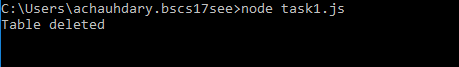 C:\Users\achauhdary.bscs17see>node task1.js
Table deleted